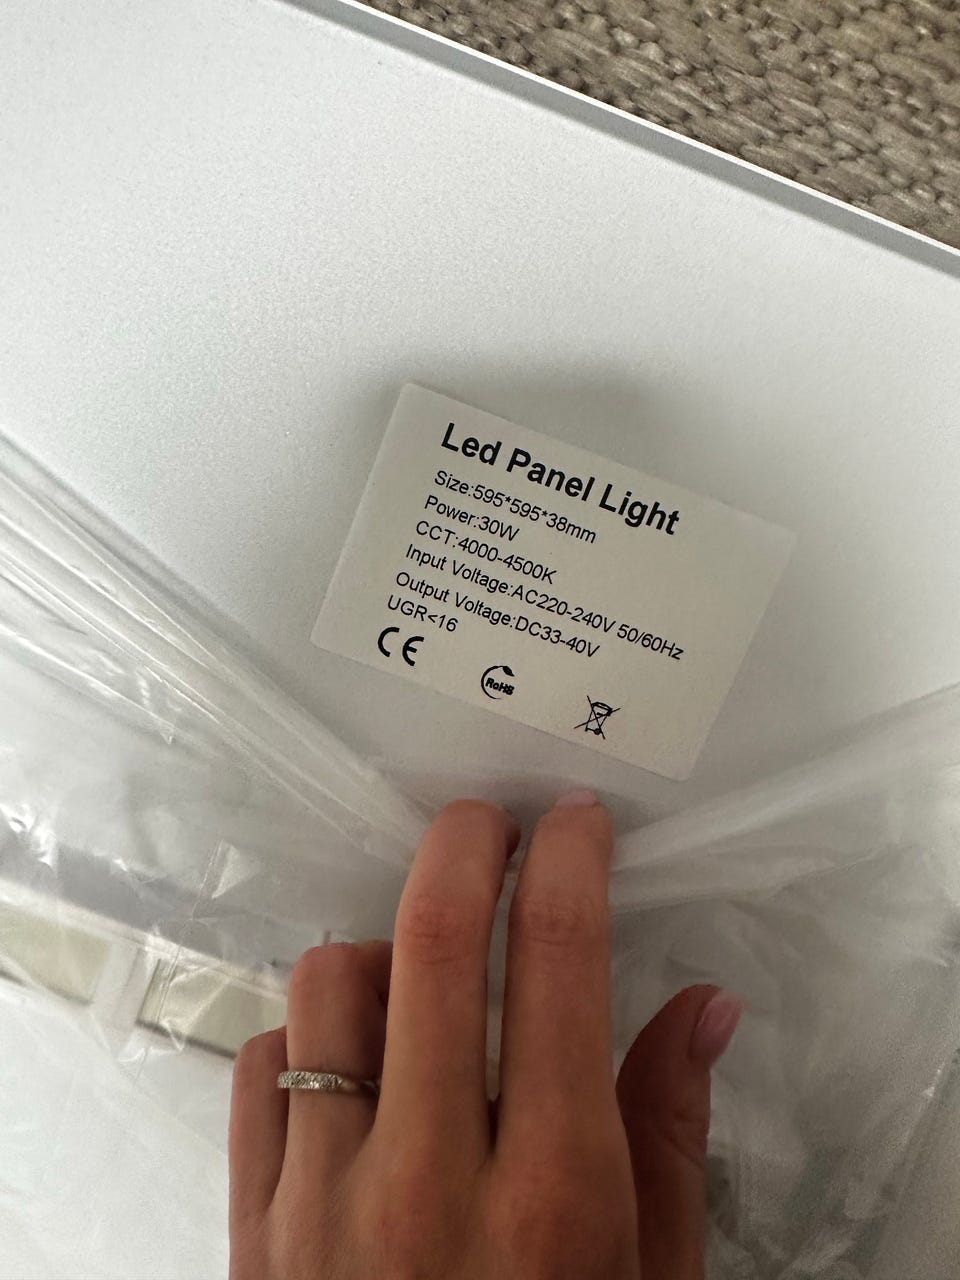 Led Panel Light
Size:595*595*38mm
Power:30W
CCT:4000-4500K
Input Voltage:AC220-240V 50/60Hz
Output Voltage:DC33-40V
UGR<16
CE
RoHS